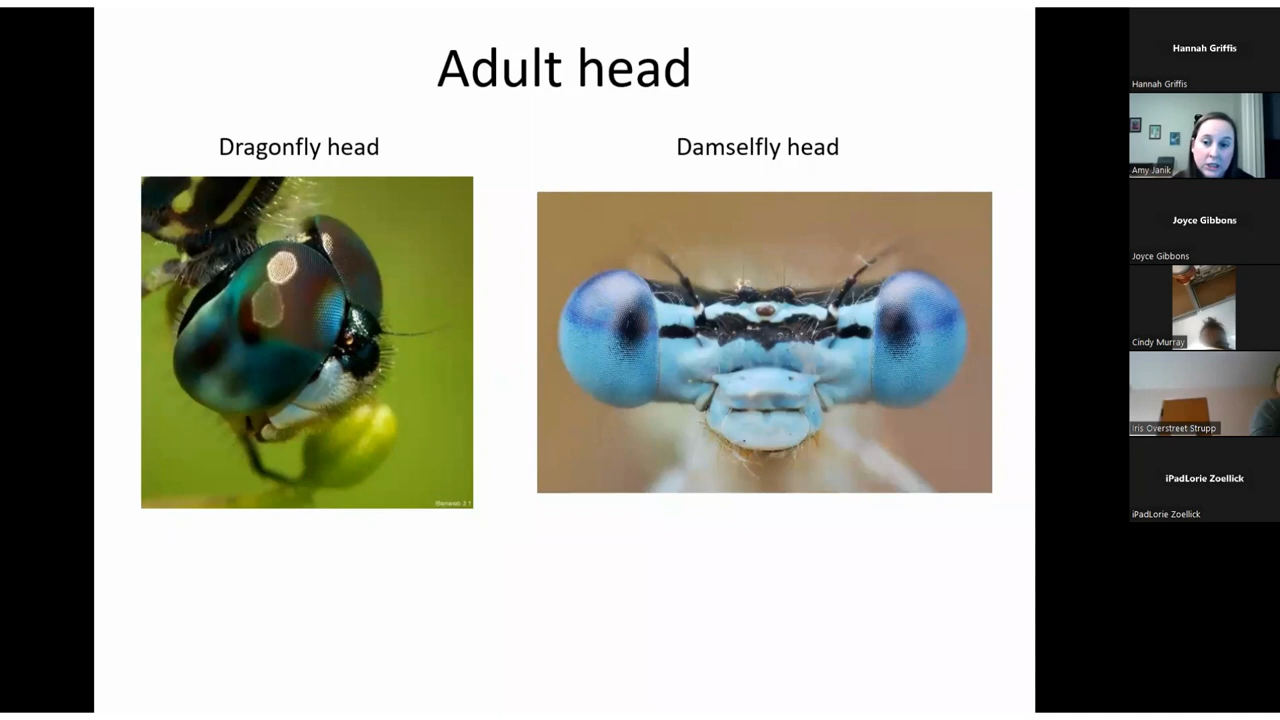 Adult head
Dragonfly head
Damselfly head
Hannah Griffis
Hannah Griffis
Amy Janik
Joyce Gibbons
Joyce Gibbons
Cindy Murray
Iris Overstreet Strupp
iPadLorie Zoellick
iPadLorie Zoellick